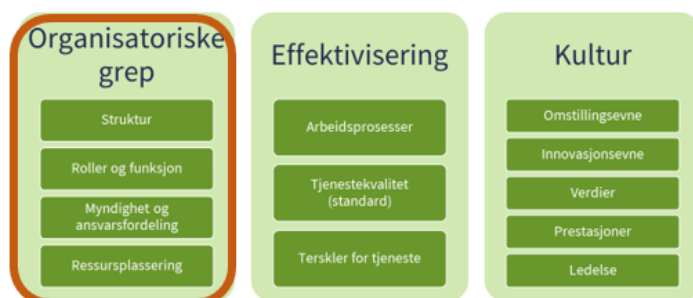 Organisatoriske
grep
Struktur
Roller og funksjon
Myndighet og
ansvarsfordeling
Ressursplassering
Effektivisering
Arbeidsprosesser
Tjenestekvalitet
(standard)
Terskler for tjeneste
Kultur
Omstillingsevne
Innovasjonsevne
Verdier
Prestasjoner
Ledelse